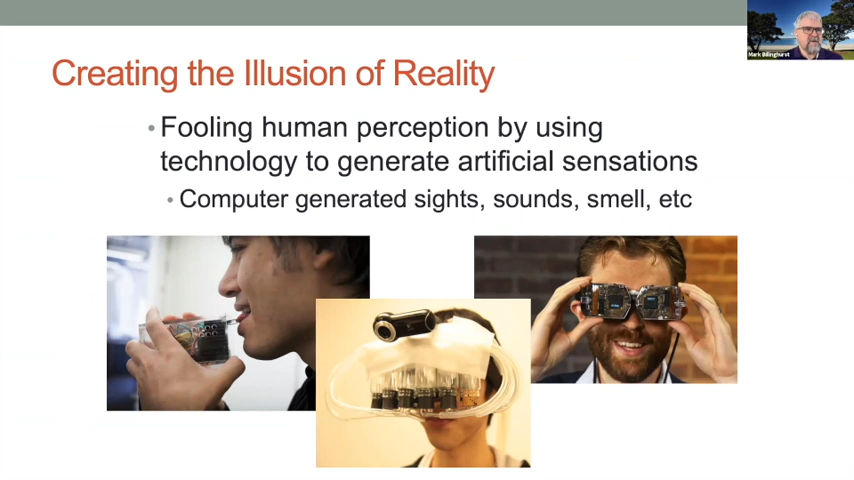 Mark Billinghurst
Creating the Illusion of Reality
• Fooling human perception by using
technology to generate artificial sensations
• Computer generated sights, sounds, smell, etc